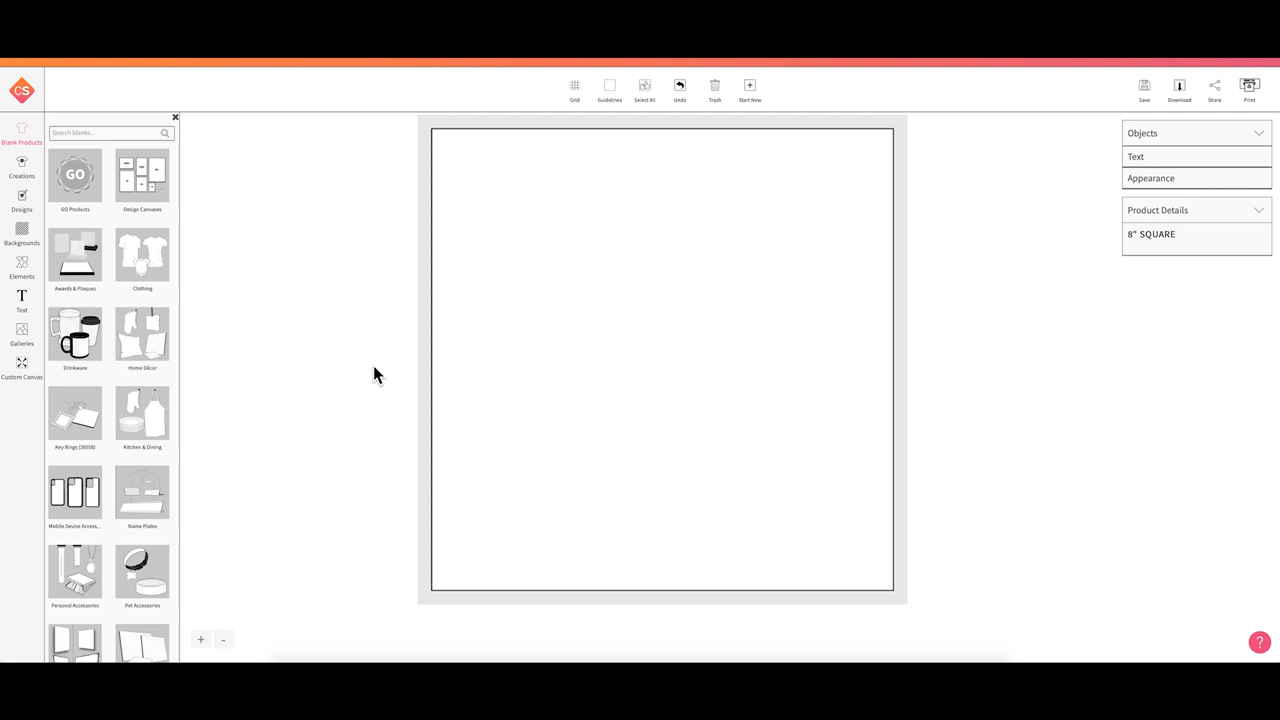 CS
Grid
Guidelines
Select All
Undo
Trash
Start Now
Save
Download
Share
Print
Blank Products
Creations
Designs
Backgrounds
Elements
T
Text
Galleries
Custom Canvas
Search blanks...
GO
GO Products
Design Canvases
Awards & Plaques
Clothing
Drinkware
Home Décor
Key Rings (39558)
Kitchen & Dining
Mobile Device Access...
Name Plates
Personal Accessories
Pet Accessories
+ -
Objects
Text
Appearance
Product Details
8" SQUARE
?